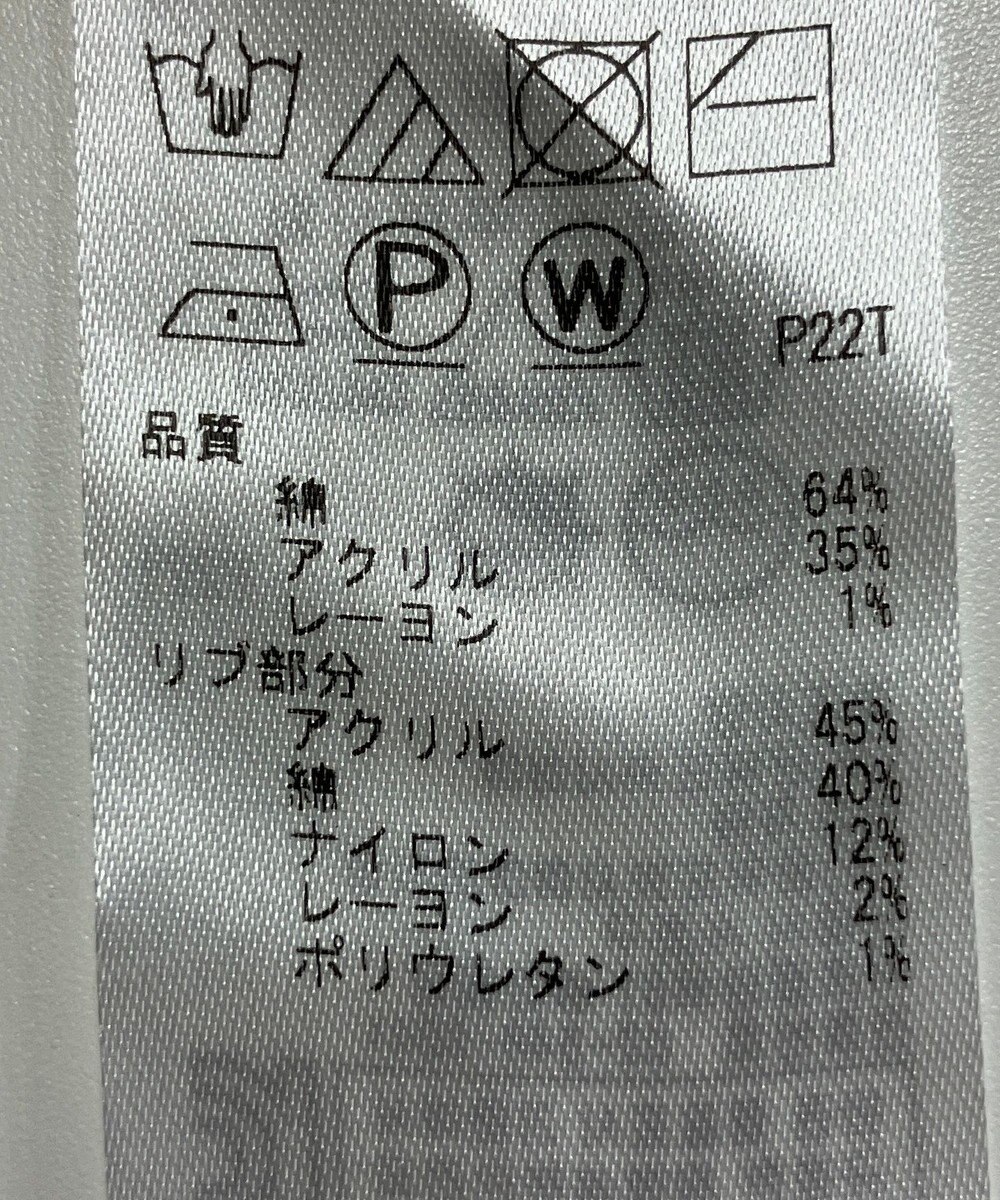 P W P22T
品質
綿 64%
アクリル 35%
レーヨン 1%
リブ部分
アクリル 45%
綿 40%
ナイロン 12%
レーヨン 2%
ポリウレタン 1%